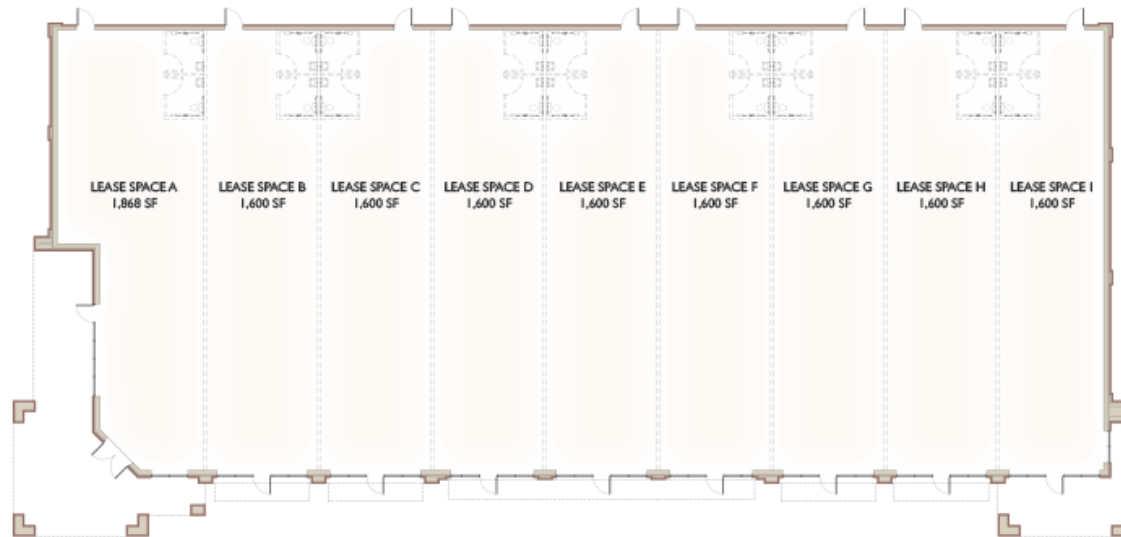 LEASE SPACE A
1,868 SF
LEASE SPACE B
1,600 SF
LEASE SPACE C
1,600 SF
LEASE SPACE D
1,600 SF
LEASE SPACE E
1,600 SF
LEASE SPACE F
1,600 SF
LEASE SPACE G
1,600 SF
LEASE SPACE H
1,600 SF
LEASE SPACE I
1,600 SF